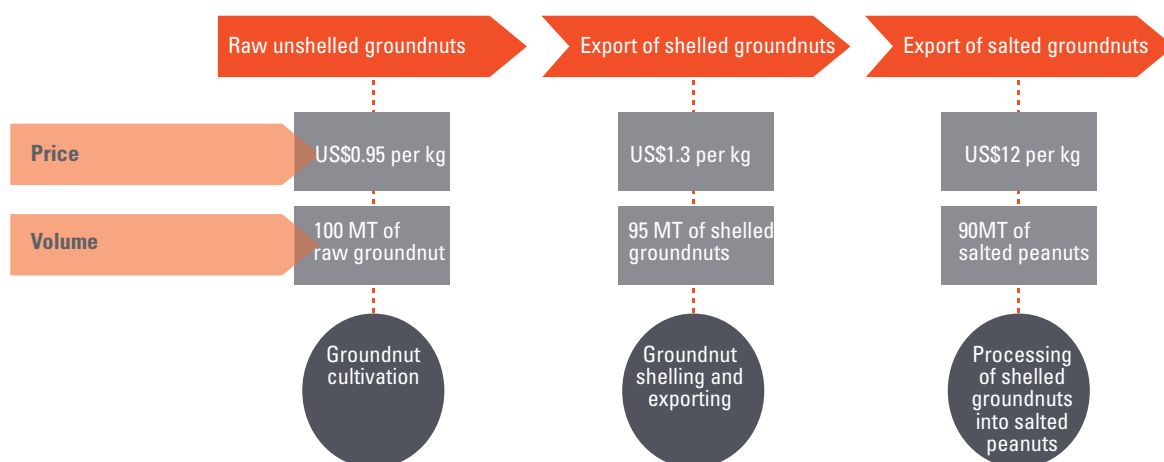 Raw unshelled groundnuts
Export of shelled groundnuts
Export of salted groundnuts
Price
US$0.95 per kg
US$1.3 per kg
US$12 per kg
Volume
100 MT of
raw groundnut
95 MT of shelled
groundnuts
90MT of
salted peanuts
Groundnut
cultivation
Groundnut
shelling and
exporting
Processing
of shelled
groundnuts
into salted
peanuts